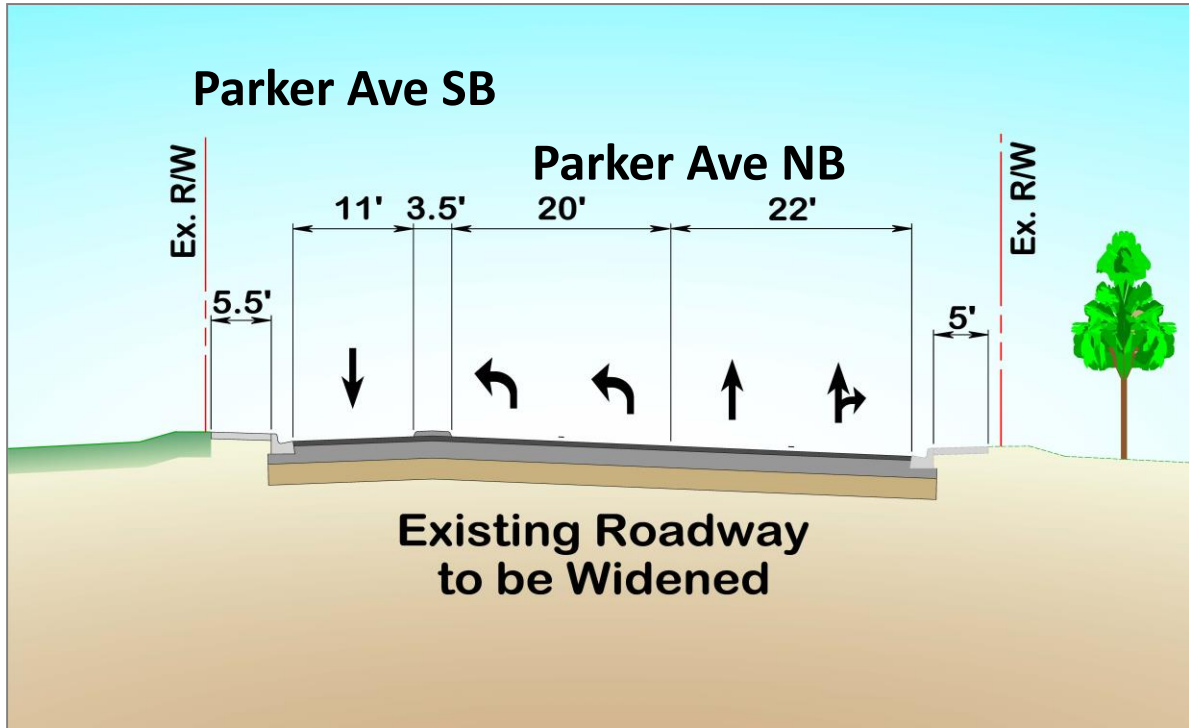 Parker Ave SB
Parker Ave NB
Ex. R/W
Ex. R/W
11'
3.5'
20'
22'
5.5'
5'
Existing Roadway
to be Widened